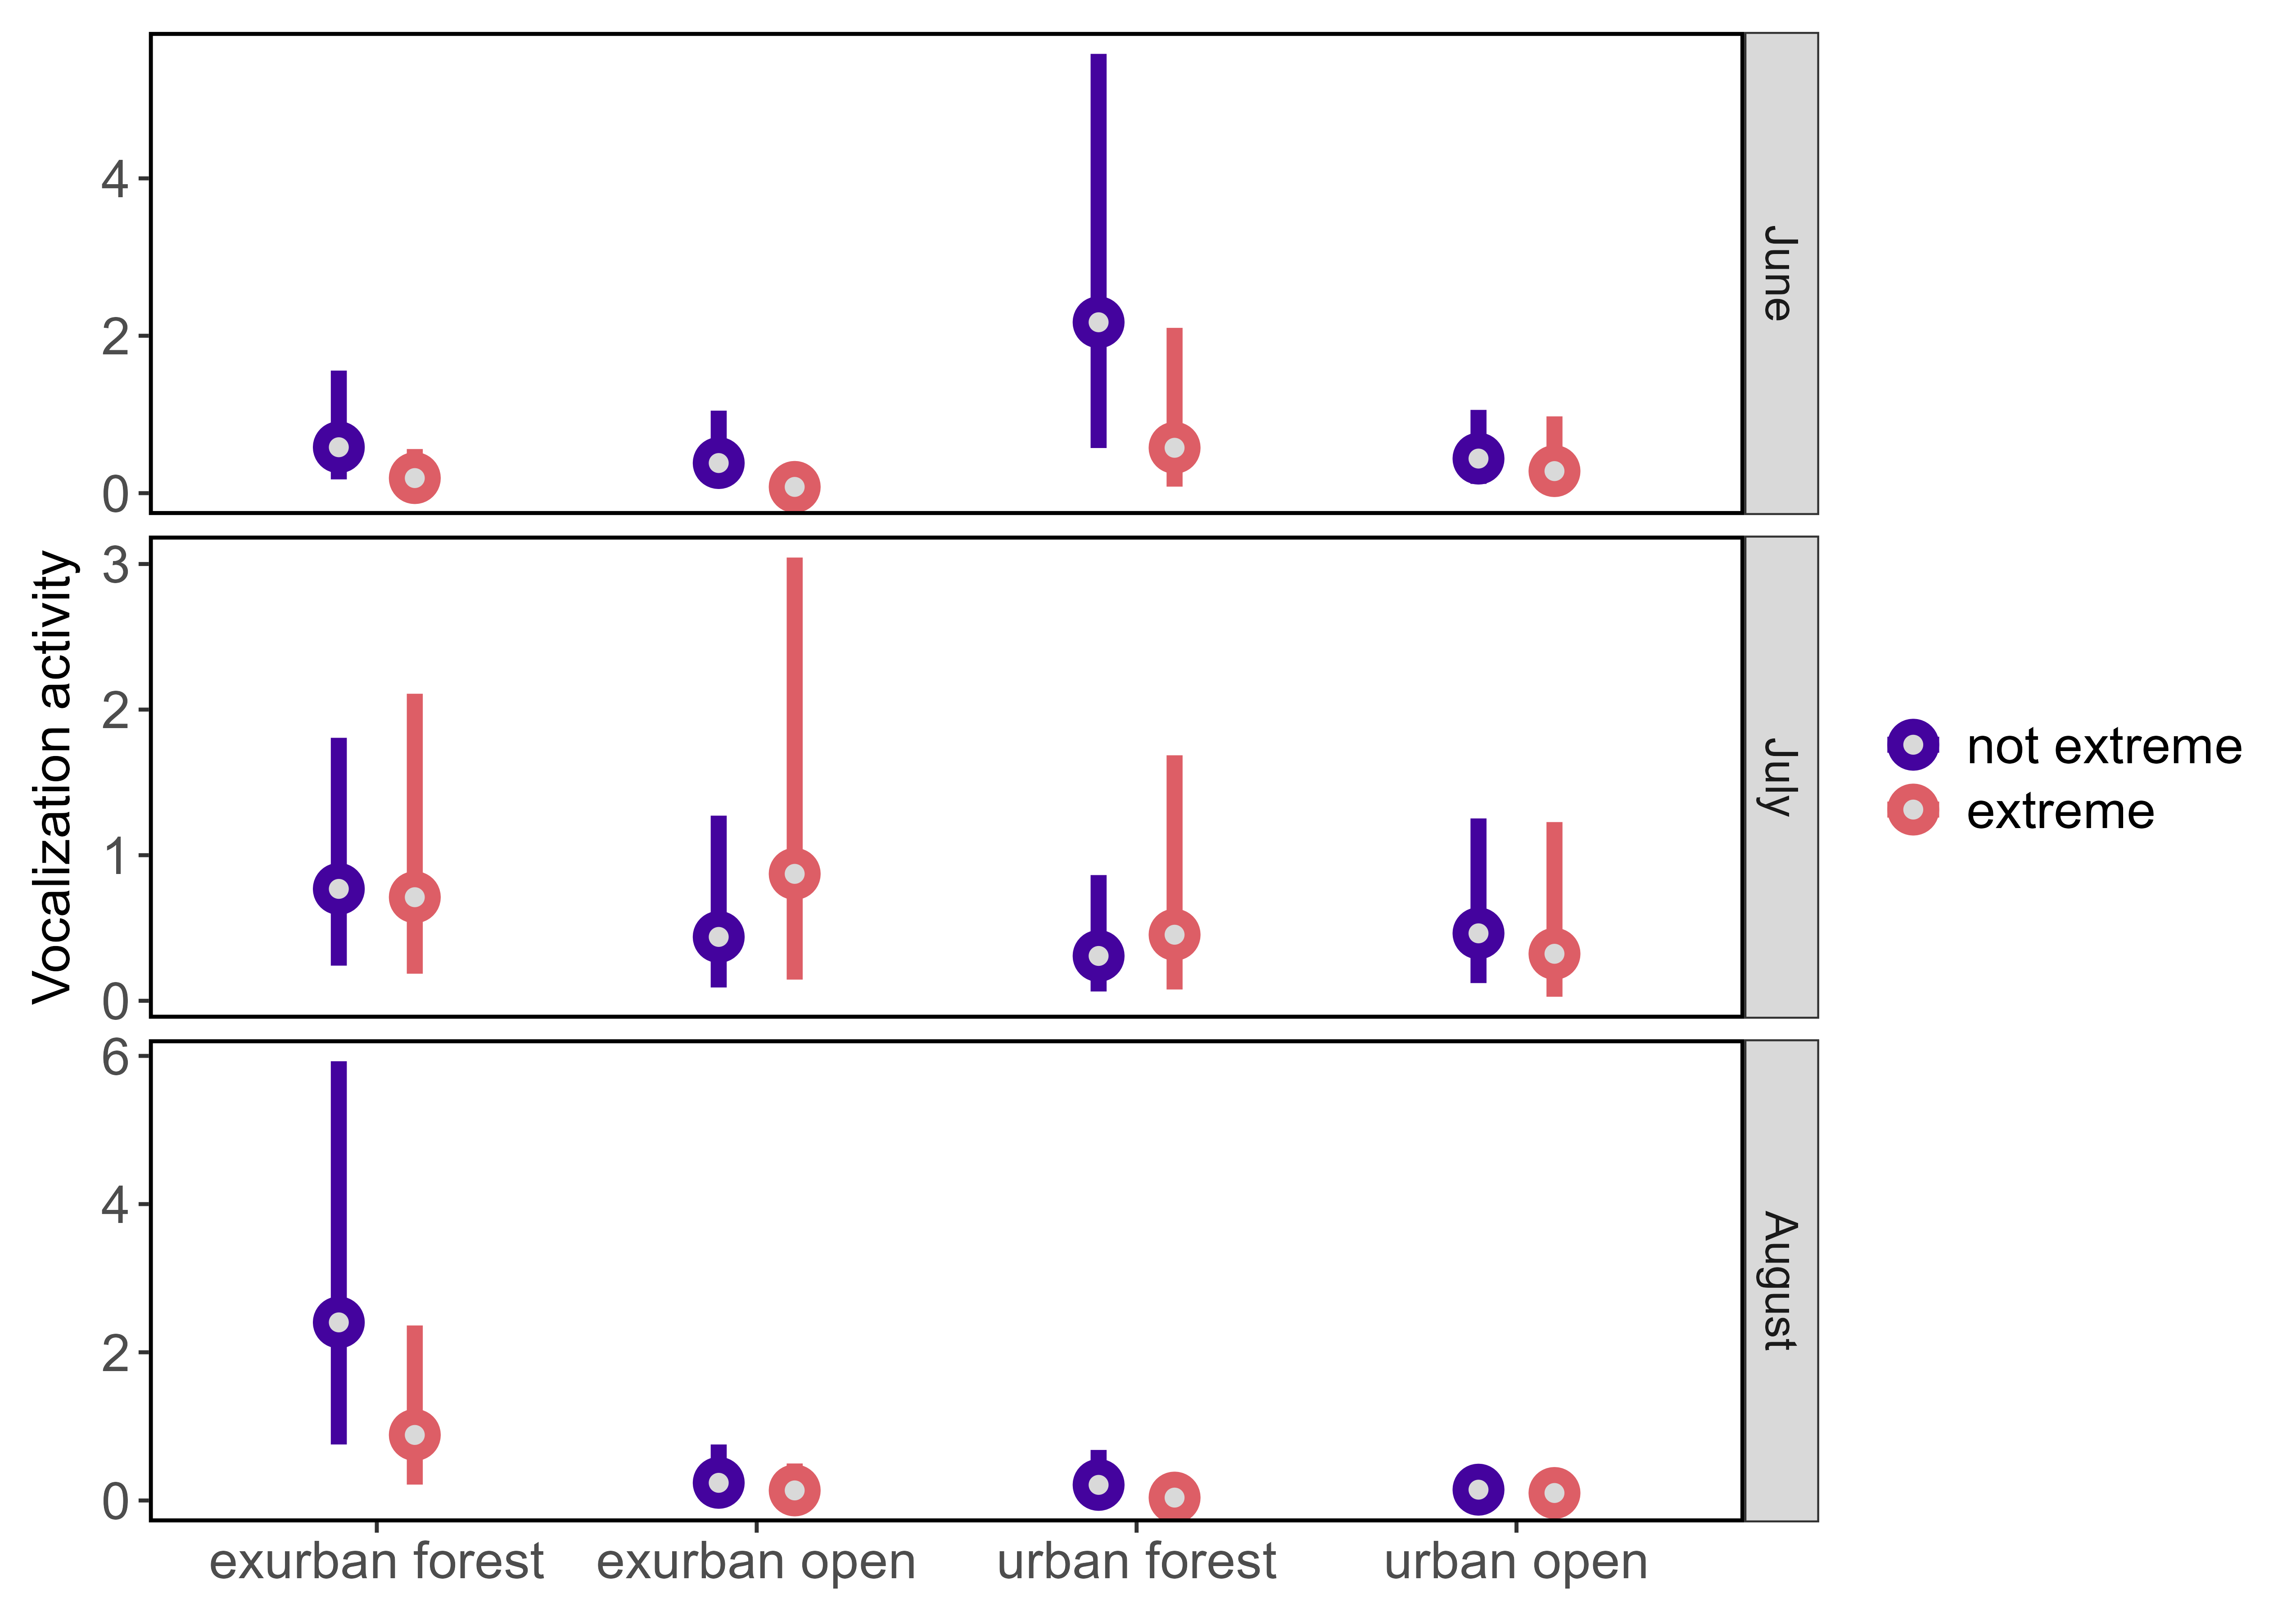 Vocalization activity
4
2
0
June
3
2
1
0
July
6
4
2
0
August
exurban forest
exurban open
urban forest
urban open
not extreme
extreme